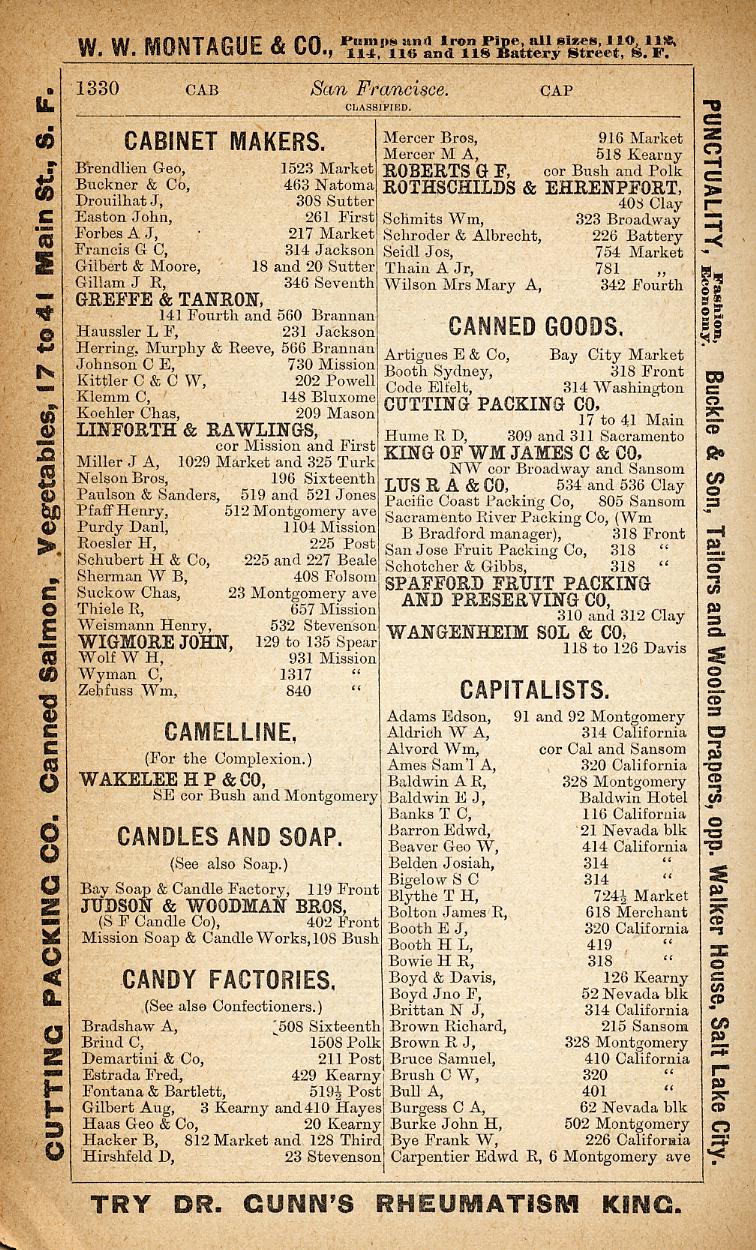 W. W. MONTAGUE & CO., Pumps and Iron Pipe, all sizes, 110, 112,
114, 116 and 118 Battery Street, S. F.
1330 CAB San Francisce. CAP
CLASSIFIED.
CABINET MAKERS.
Brendlien Geo, 1523 Market
Buckner & Co, 463 Natoma
Drouilhat J, 308 Sutter
Easton John, 261 First
Forbes A J, 217 Market
Francis G C, 314 Jackson
Gilbert & Moore, 18 and 20 Sutter
Gillam J R, 346 Seventh
GREFFE & TANRON,
141 Fourth and 560 Brannan
Haussler L F, 231 Jackson
Herring, Murphy & Reeve, 566 Brannan
Johnson C E, 730 Mission
Kittler C & C W, 202 Powell
Klemm C, 148 Bluxome
Koehler Chas, 209 Mason
LINFORTH & RAWLINGS,
cor Mission and First
Miller J A, 1029 Market and 325 Turk
Nelson Bros, 196 Sixteenth
Paulson & Sanders, 519 and 521 Jones
Pfaff Henry, 512 Montgomery ave
Purdy Danl, 1104 Mission
Roesler H, 225 Post
Schubert H & Co, 225 and 227 Beale
Sherman W B, 408 Folsom
Suckow Chas, 23 Montgomery ave
Thiele R, 657 Mission
Weismann Henry, 532 Stevenson
WIGMORE JOHN, 129 to 135 Spear
Wolf W H, 931 Mission
Wyman C, 1317 “
Zehfuss Wm, 840 “
CAMELLINE,
(For the Complexion.)
WAKELEE H P & CO,
SE cor Bush and Montgomery
CANDLES AND SOAP.
(See also Soap.)
Bay Soap & Candle Factory, 119 Front
JUDSON & WOODMAN BROS,
(S F Candle Co), 402 Front
Mission Soap & Candle Works, 108 Bush
CANDY FACTORIES,
(See also Confectioners.)
Bradshaw A, 508 Sixteenth
Brind C, 1508 Polk
Demartini & Co, 211 Post
Estrada Fred, 429 Kearny
Fontana & Bartlett, 519½ Post
Gilbert Aug, 3 Kearny and 410 Hayes
Haas Geo & Co, 20 Kearny
Hacker B, 812 Market and 128 Third
Hirshfeld D, 23 Stevenson
Mercer Bros, 916 Market
Mercer M A, 518 Kearny
ROBERTS G F, cor Bush and Polk
ROTHSCHILDS & EHRENPFORT,
408 Clay
Schmits Wm, 323 Broadway
Schroder & Albrecht, 226 Battery
Seidl Jos, 754 Market
Thain A Jr, 781 „
Wilson Mrs Mary A, 342 Fourth
CANNED GOODS.
Artigues E & Co, Bay City Market
Booth Sydney, 318 Front
Code Elfelt, 314 Washington
CUTTING PACKING CO,
17 to 41 Main
Hume R D, 309 and 311 Sacramento
KING OF WM JAMES C & CO,
NW cor Broadway and Sansom
LUS R A & CO, 534 and 536 Clay
Pacific Coast Packing Co, 805 Sansom
Sacramento River Packing Co, (Wm
B Bradford manager), 318 Front
San Jose Fruit Packing Co, 318 “
Schotcher & Gibbs, 318 “
SPAFFORD FRUIT PACKING
AND PRESERVING CO,
310 and 312 Clay
WANGENHEIM SOL & CO,
118 to 126 Davis
CAPITALISTS.
Adams Edson, 91 and 92 Montgomery
Aldrich W A, 314 California
Alvord Wm, cor Cal and Sansom
Ames Sam'l A, 320 California
Baldwin A R, 328 Montgomery
Baldwin E J, Baldwin Hotel
Banks T C, 116 California
Barron Edwd, 21 Nevada blk
Beaver Geo W, 414 California
Belden Josiah, 314 “
Bigelow S C 314 “
Blythe T H, 724½ Market
Bolton James R, 618 Merchant
Booth E J, 320 California
Booth H L, 419 “
Bowie H R, 318 “
Boyd & Davis, 126 Kearny
Boyd Jno F, 52 Nevada blk
Brittan N J, 314 California
Brown Richard, 215 Sansom
Brown R J, 328 Montgomery
Bruce Samuel, 410 California
Brush C W, 320 “
Bull A, 401 “
Burgess C A, 62 Nevada blk
Burke John H, 502 Montgomery
Bye Frank W, 226 California
Carpentier Edwd R, 6 Montgomery ave
CUTTING PACKING CO. Canned Salmon, Vegetables, 17 to 41 Main St., S. F.
PUNCTUALITY, Fashion, Economy. Buckle & Son, Tailors and Woolen Drapers, opp. Walker House, Salt Lake City.
TRY DR. GUNN'S RHEUMATISM KING.